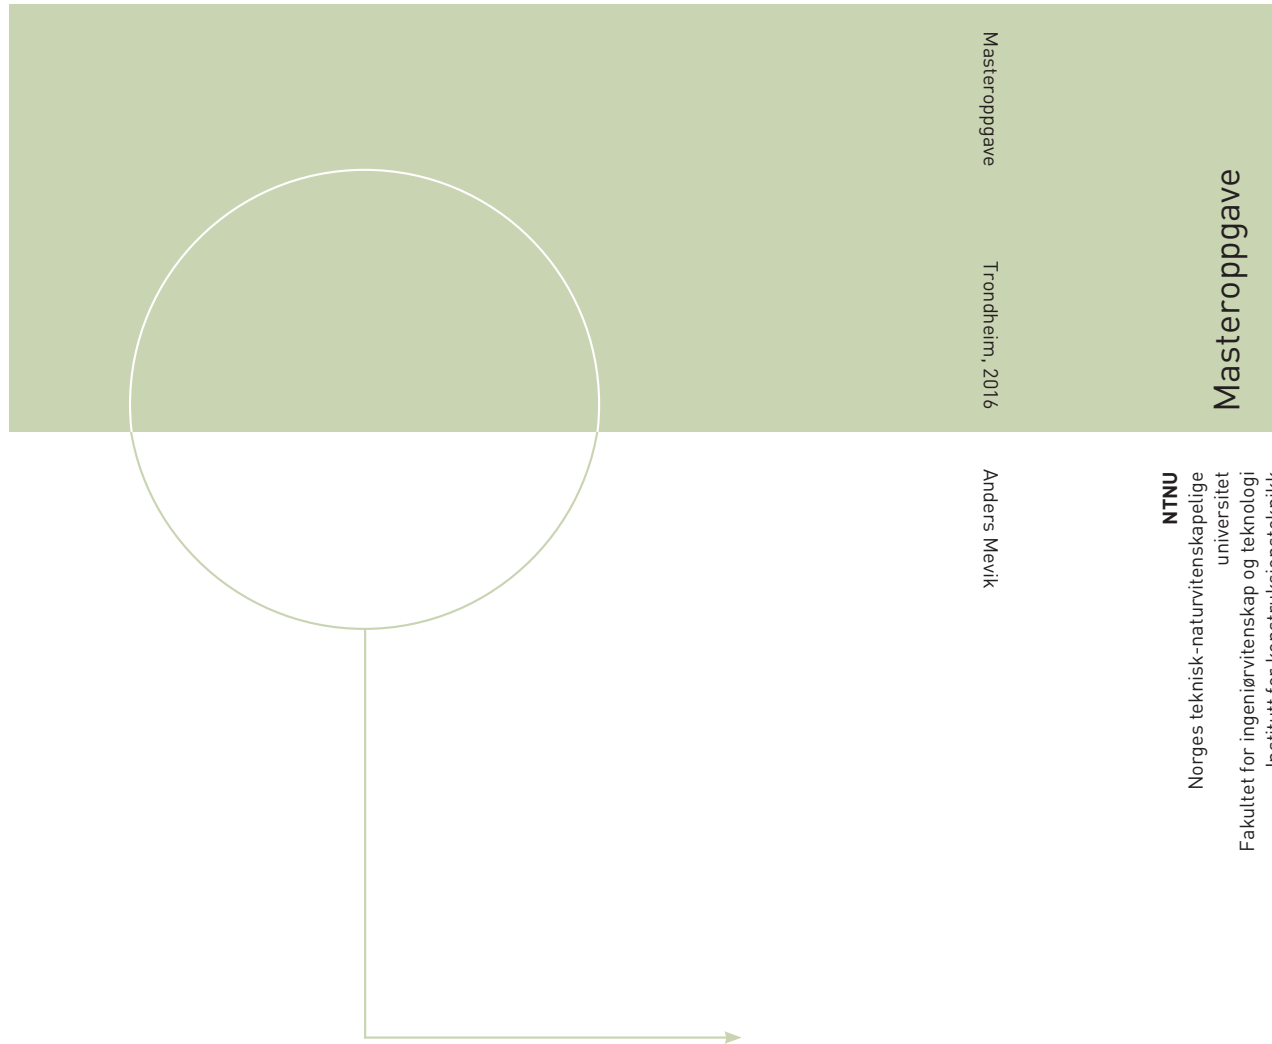 Masteroppgave
Trondheim, 2016
Anders Mevik
Masteroppgave
NTNU
Norges teknisk-naturvitenskapelige
universitet
Fakultet for ingeniørvitenskap og teknologi